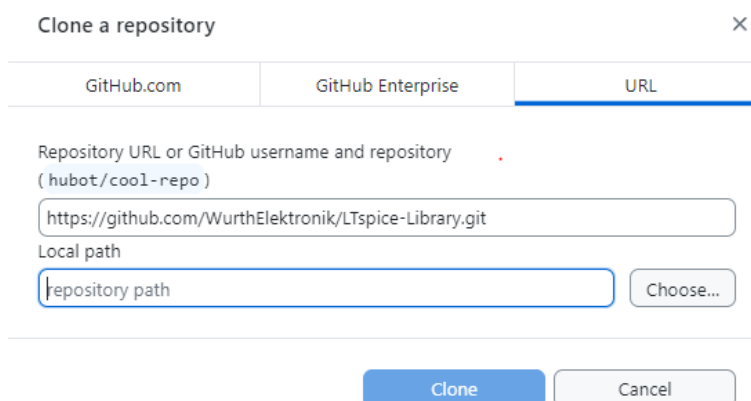 Clone a repository
GitHub.com GitHub Enterprise URL
Repository URL or GitHub username and repository
(hubot/cool-repo)
https://github.com/WurthElektronik/LTspice-Library.git
Local path
repository path Choose...
Clone Cancel